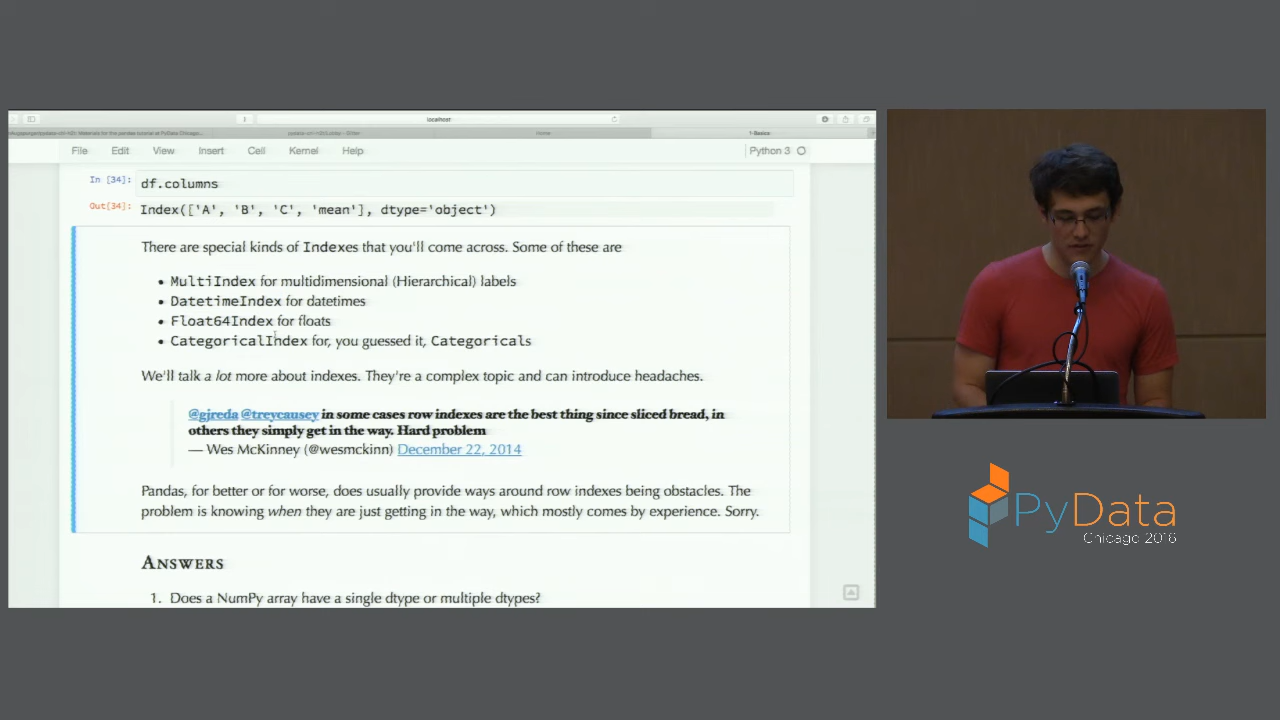 localhost
Home
1-Basics
File Edit View Insert Cell Kernel Help
Python 3
In [34]: df.columns
Out[34]: Index(['A', 'B', 'C', 'mean'], dtype='object')
There are special kinds of Indexes that you'll come across. Some of these are
• MultiIndex for multidimensional (Hierarchical) labels
• DatetimeIndex for datetimes
• Float64Index for floats
• CategoricalIndex for, you guessed it, Categoricals
We'll talk a lot more about indexes. They're a complex topic and can introduce headaches.
@gjreda @treycausey in some cases row indexes are the best thing since sliced bread, in
others they simply get in the way. Hard problem
— Wes McKinney (@wesmckinn) December 22, 2014
Pandas, for better or for worse, does usually provide ways around row indexes being obstacles. The
problem is knowing when they are just getting in the way, which mostly comes by experience. Sorry.
ANSWERS
1. Does a NumPy array have a single dtype or multiple dtypes?
PyData
Chicago 2016